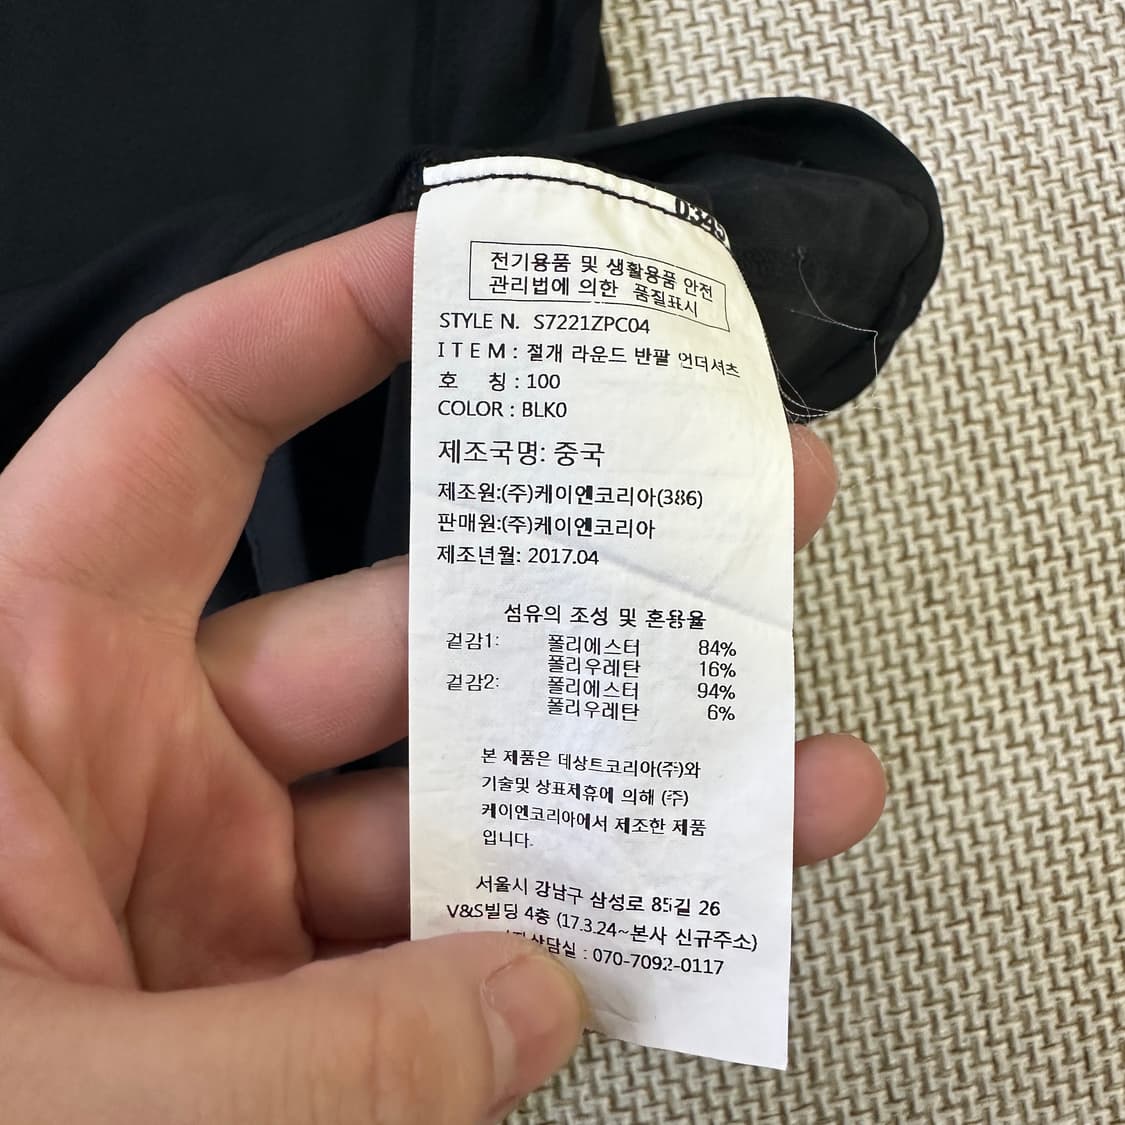 0345
전기용품 및 생활용품 안전
관리법에 의한 품질표시
STYLE N. S7221ZPC04
ITEM : 절개 라운드 반팔 언더셔츠
호 칭 : 100
COLOR : BLK0
제조국명: 중국
제조원:(주)케이엔코리아(386)
판매원:(주)케이엔코리아
제조년월: 2017.04
섬유의 조성 및 혼용율
겉감1: 폴리에스터 84%
폴리우레탄 16%
겉감2: 폴리에스터 94%
폴리우레탄 6%
본 제품은 데상트코리아(주)와
기술및 상표제휴에 의해 (주)
케이엔코리아에서 제조한 제품
입니다.
서울시 강남구 삼성로 85길 26
V&S빌딩 4층 (17.3.24~본사 신규주소)
상담실 : 070-7092-0117